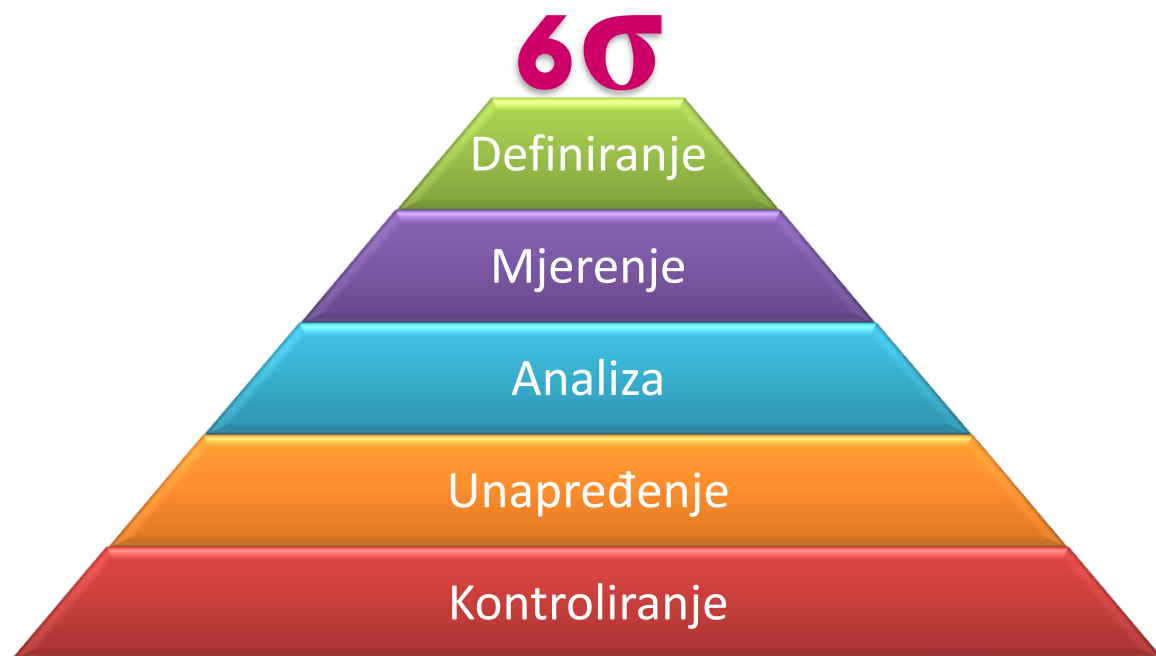 6σ
Definiranje
Mjerenje
Analiza
Unapređenje
Kontroliranje